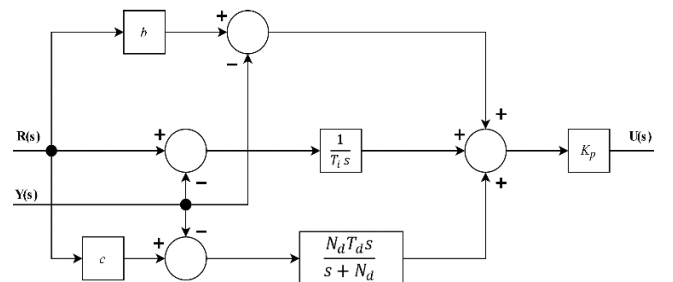 +
b
−
+
R(s)
+
1
T_i s
+
K_p
U(s)
−
+
Y(s)
−
+
c
N_d T_d s
s + N_d